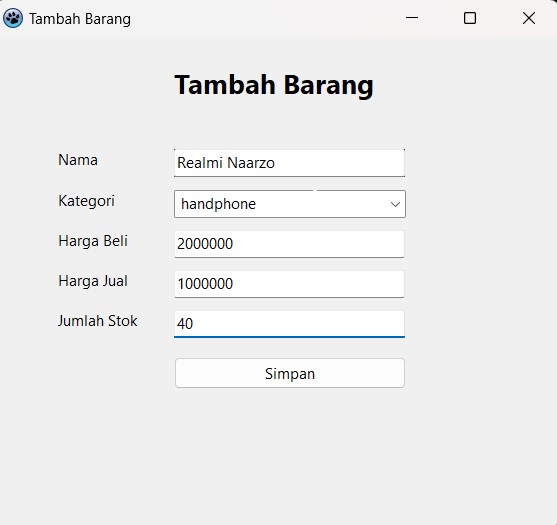 Tambah Barang
Tambah Barang
Nama Realmi Naarzo
Kategori handphone
Harga Beli 2000000
Harga Jual 1000000
Jumlah Stok 40
Simpan